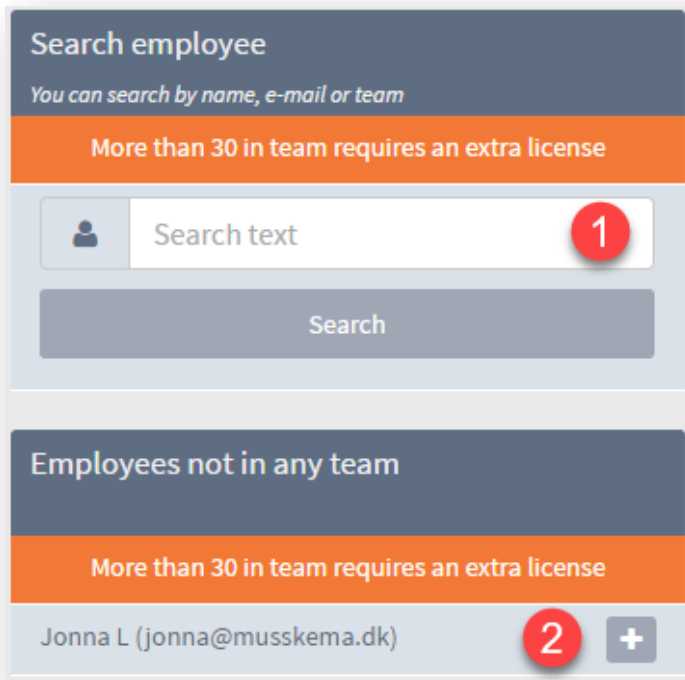 Search employee
You can search by name, e-mail or team
More than 30 in team requires an extra license
Search text 1
Search
Employees not in any team
More than 30 in team requires an extra license
Jonna L (jonna@musskema.dk) 2 +